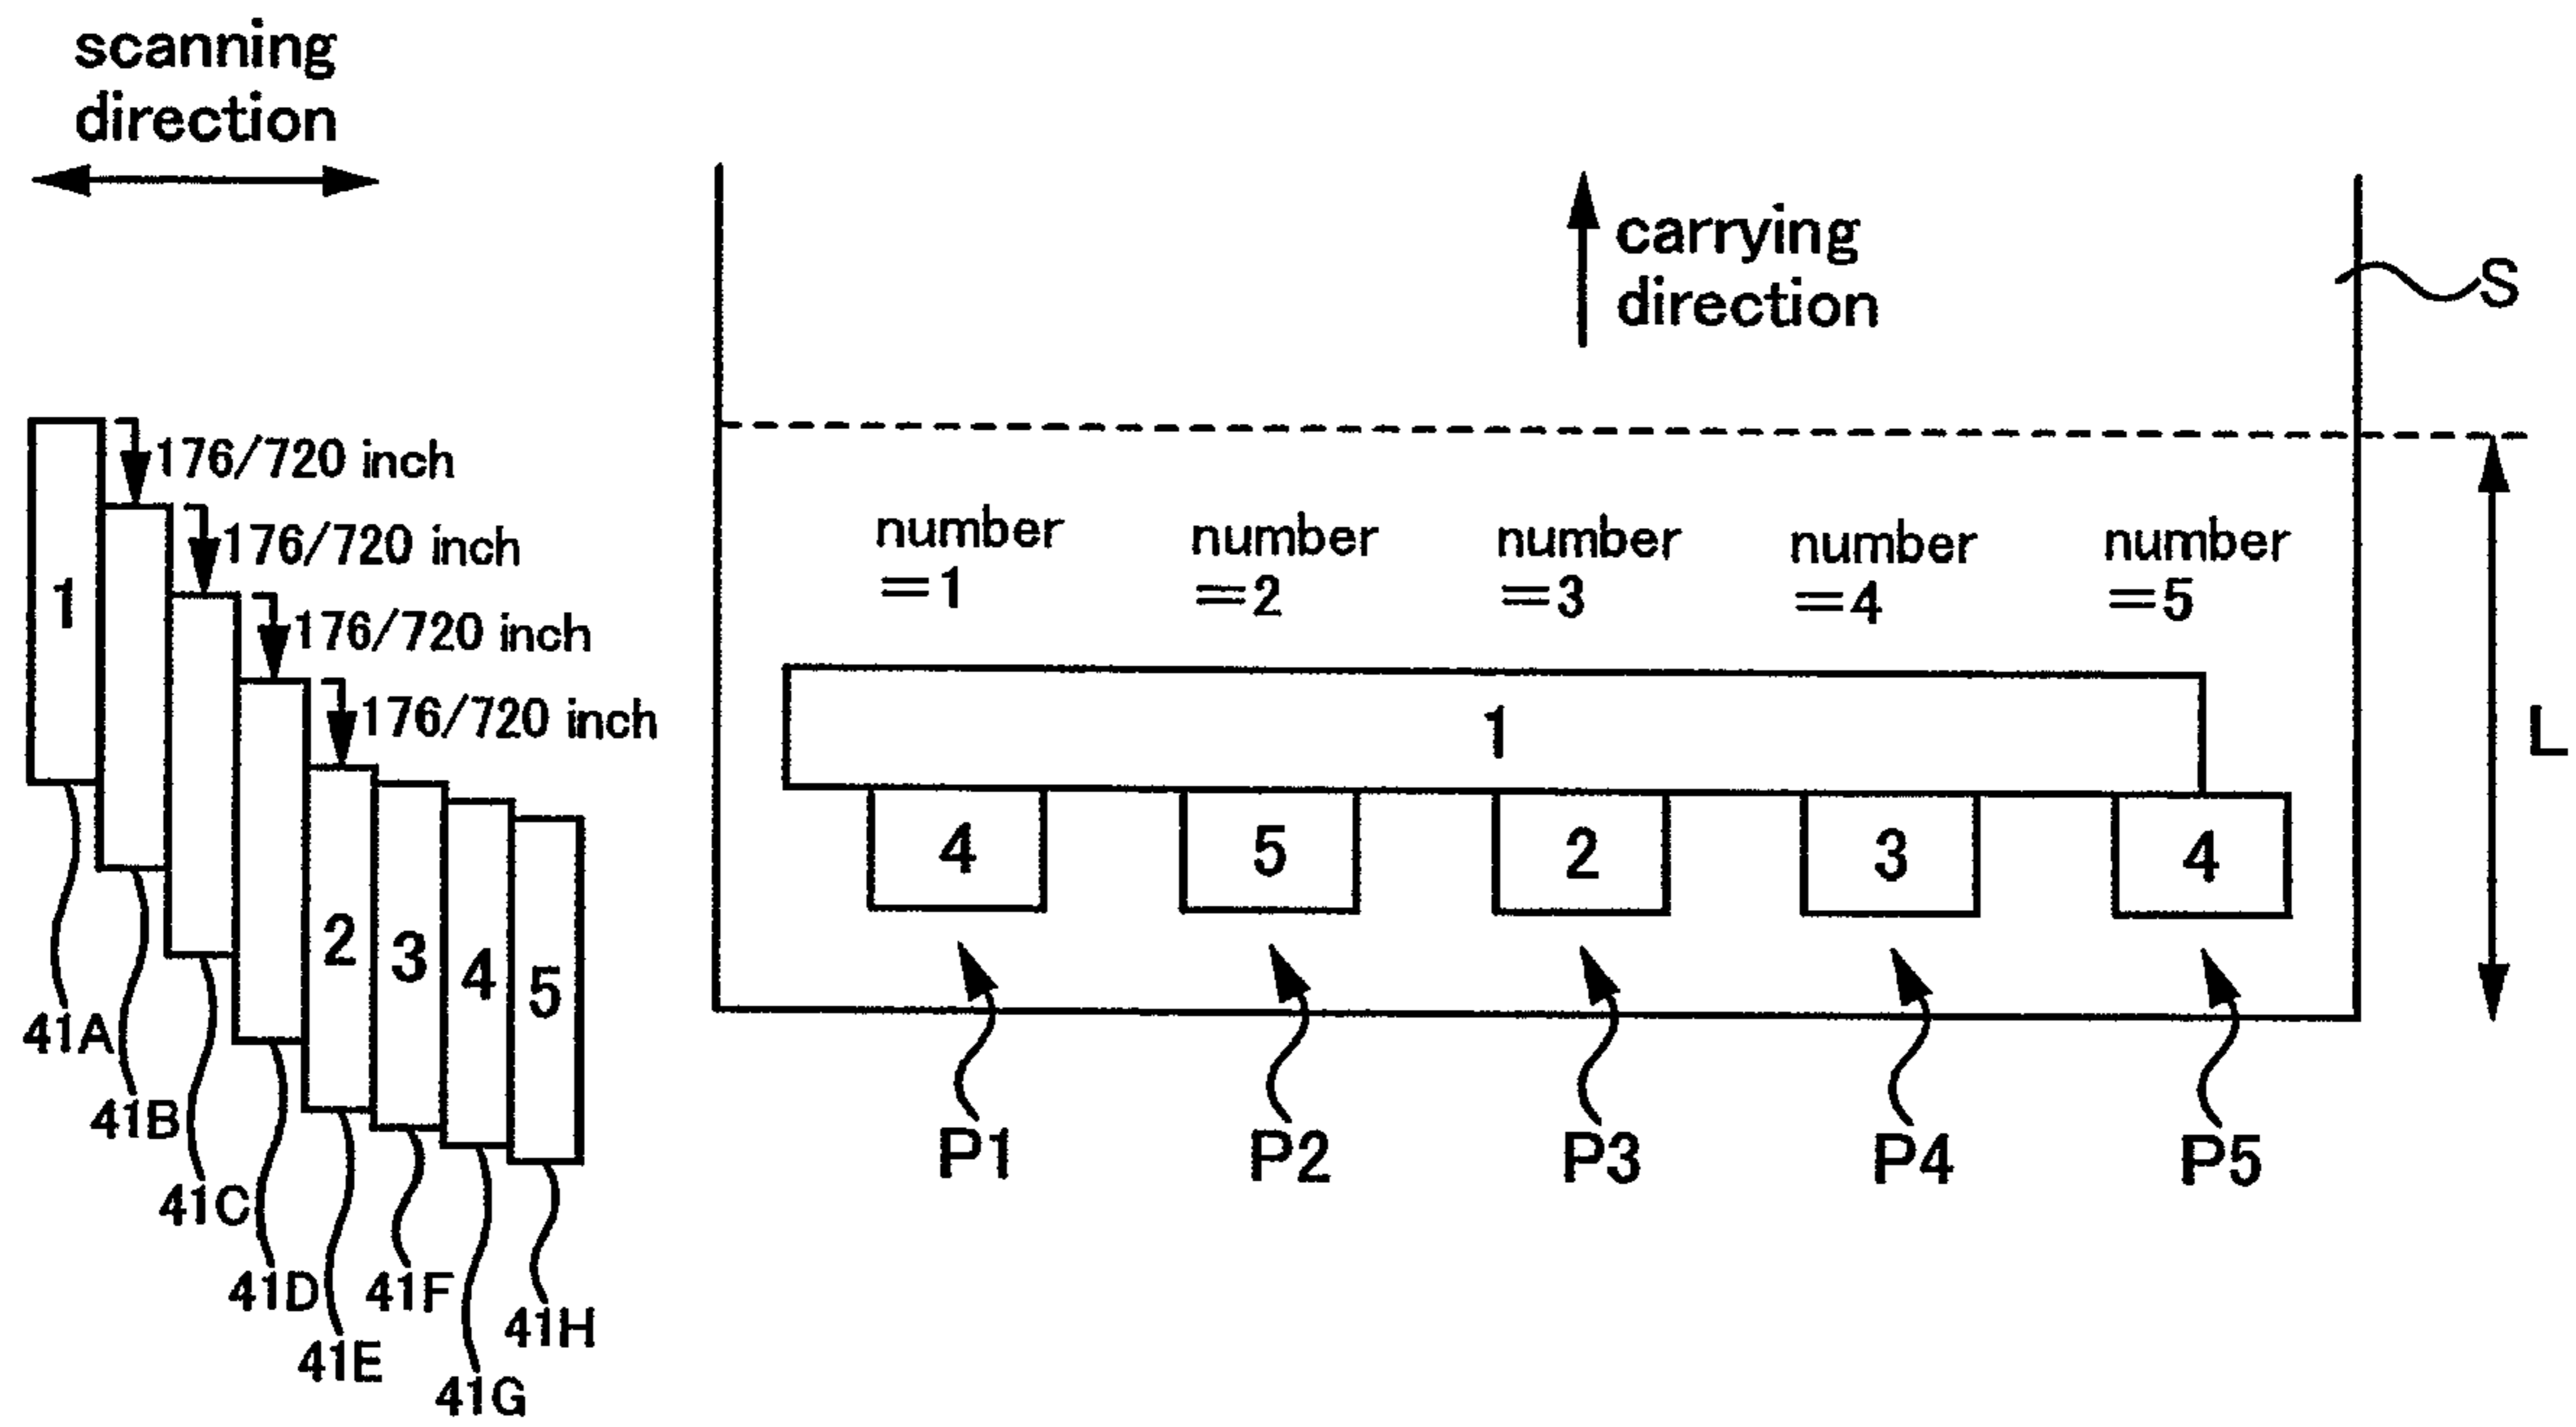 scanning
direction
carrying
direction
S
176/720 inch
176/720 inch
176/720 inch
176/720 inch
1
2
3
4
5
41A
41B
41C
41D
41E
41F
41G
41H
number
=1
number
=2
number
=3
number
=4
number
=5
1
4
5
2
3
4
L
P1
P2
P3
P4
P5